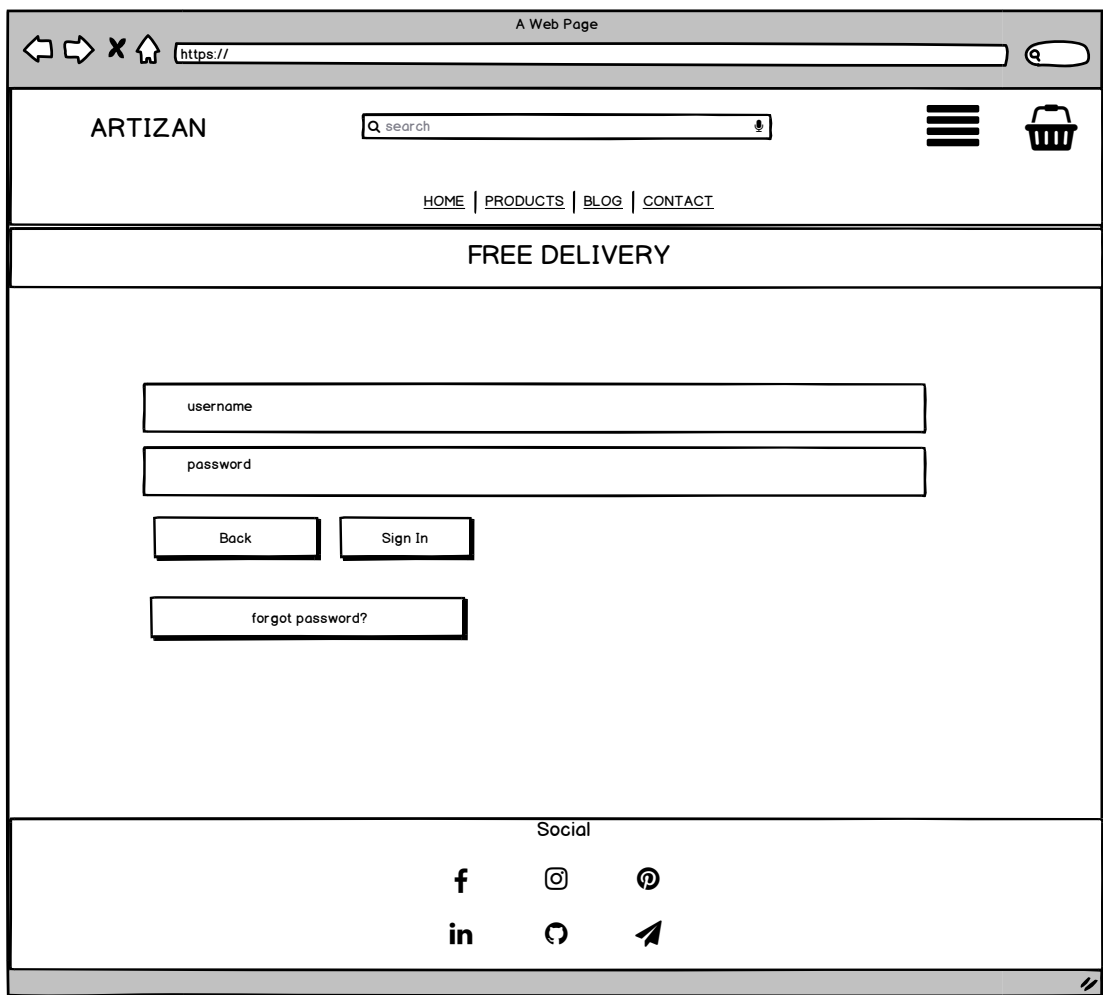 A Web Page
https://
ARTIZAN
search
HOME | PRODUCTS | BLOG | CONTACT
FREE DELIVERY
username
password
Back
Sign In
forgot password?
Social